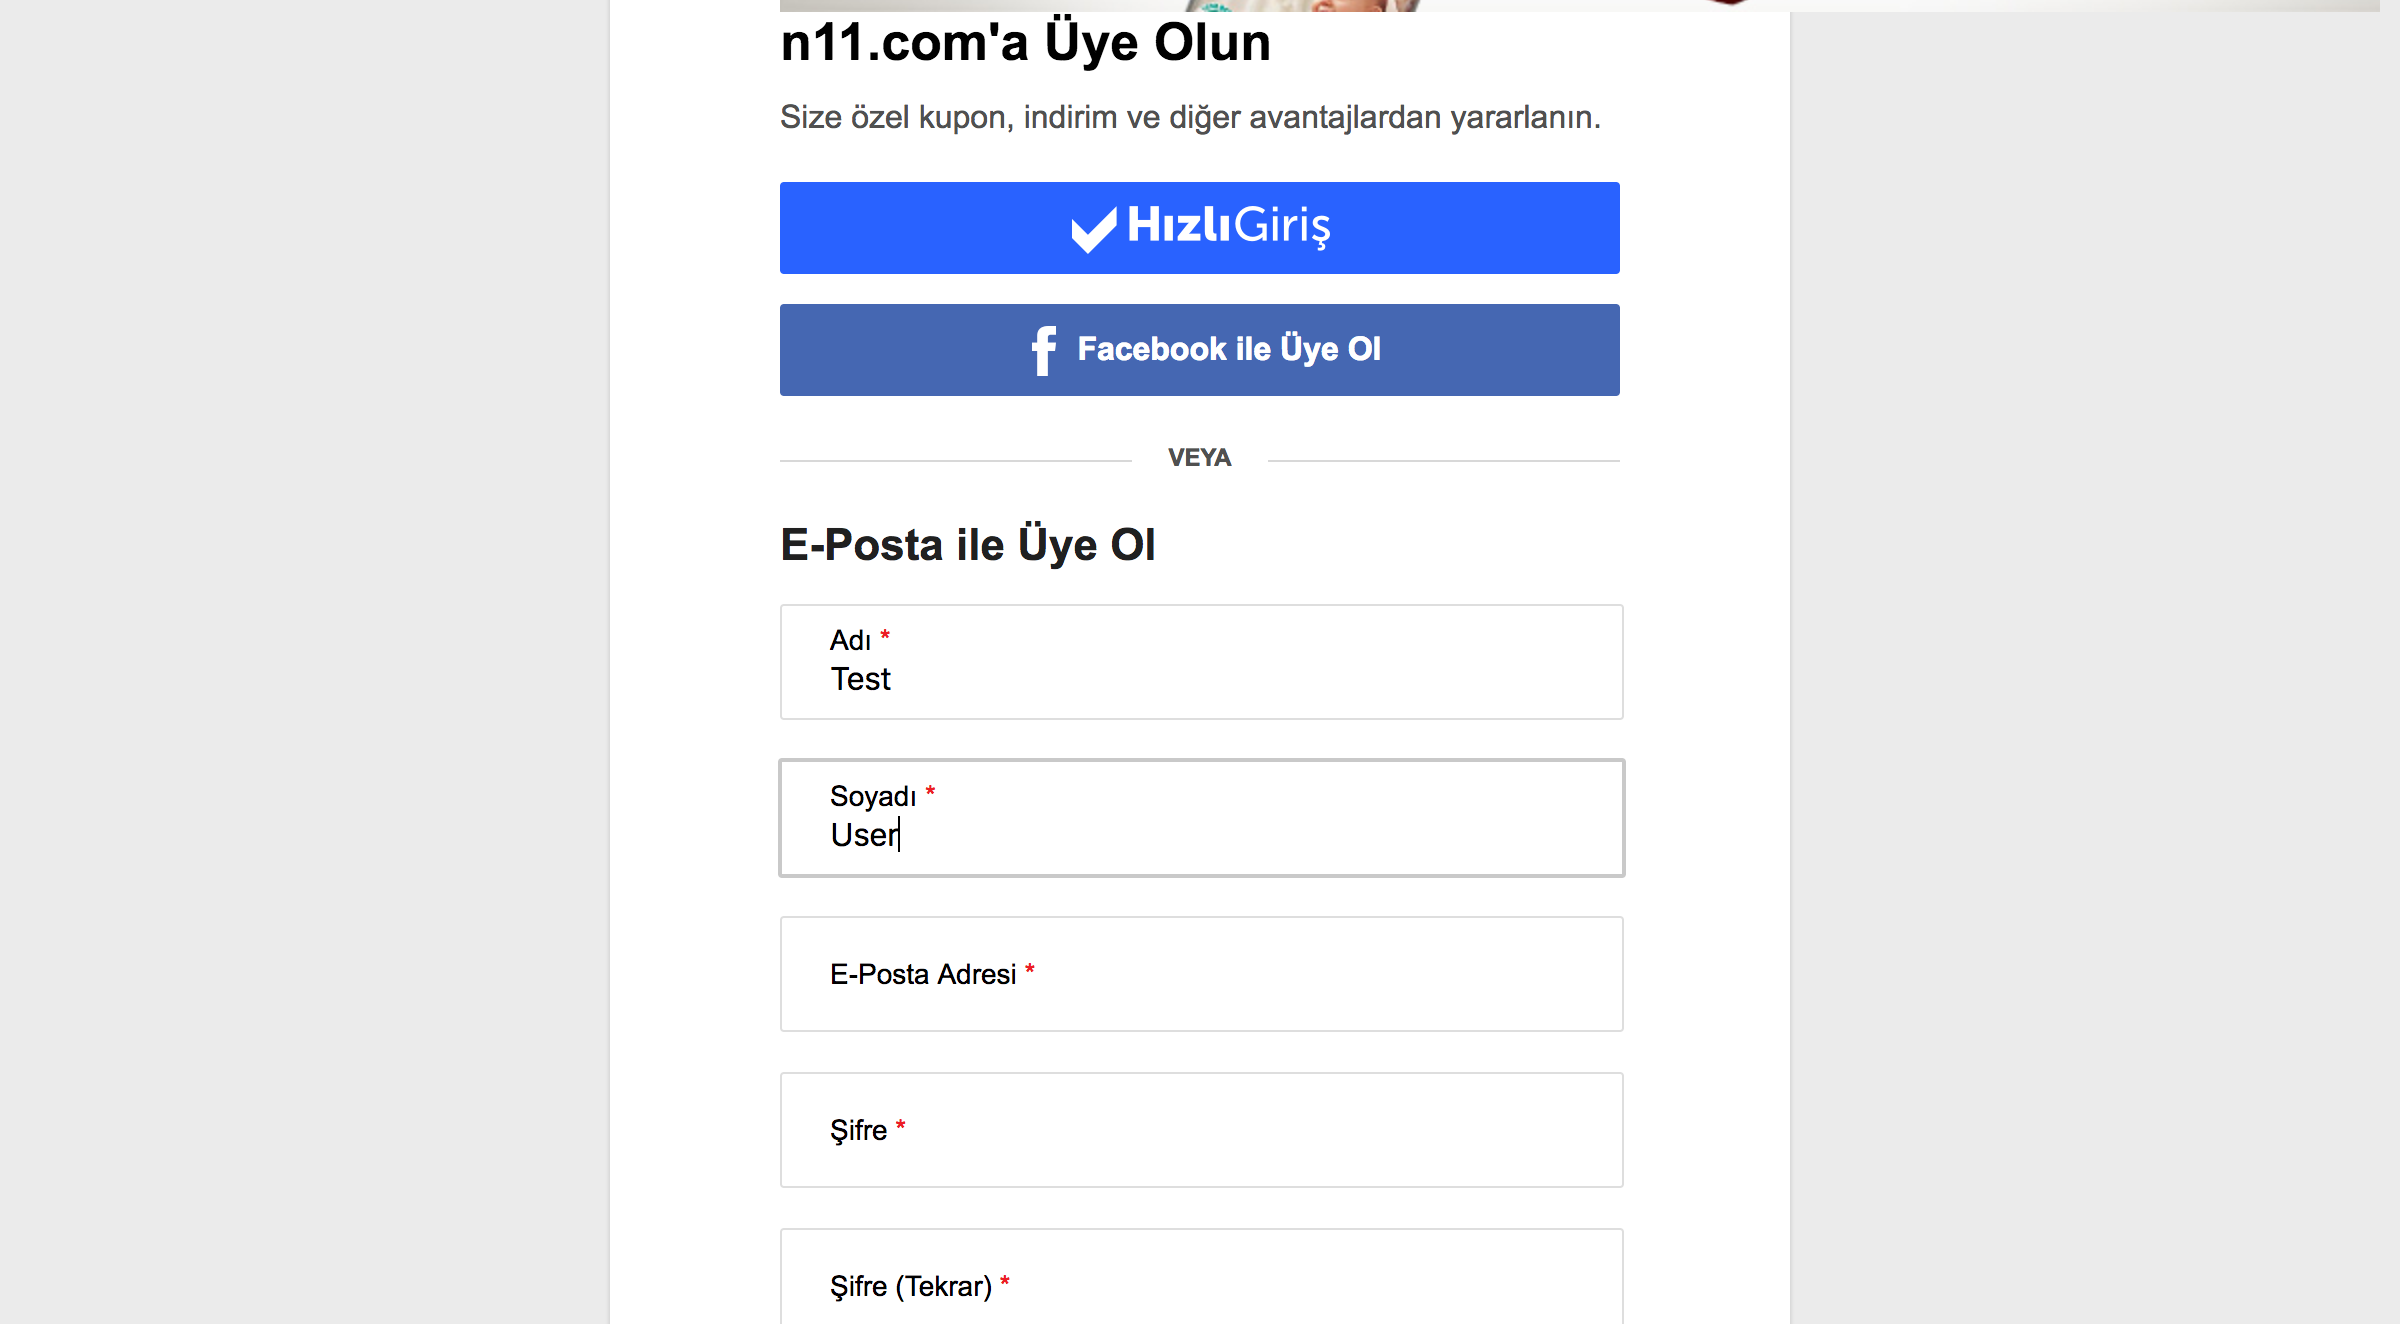 n11.com'a Üye Olun
Size özel kupon, indirim ve diğer avantajlardan yararlanın.
HızlıGiriş
Facebook ile Üye Ol
VEYA
E-Posta ile Üye Ol
Adı *
Test
Soyadı *
User
E-Posta Adresi *
Şifre *
Şifre (Tekrar) *